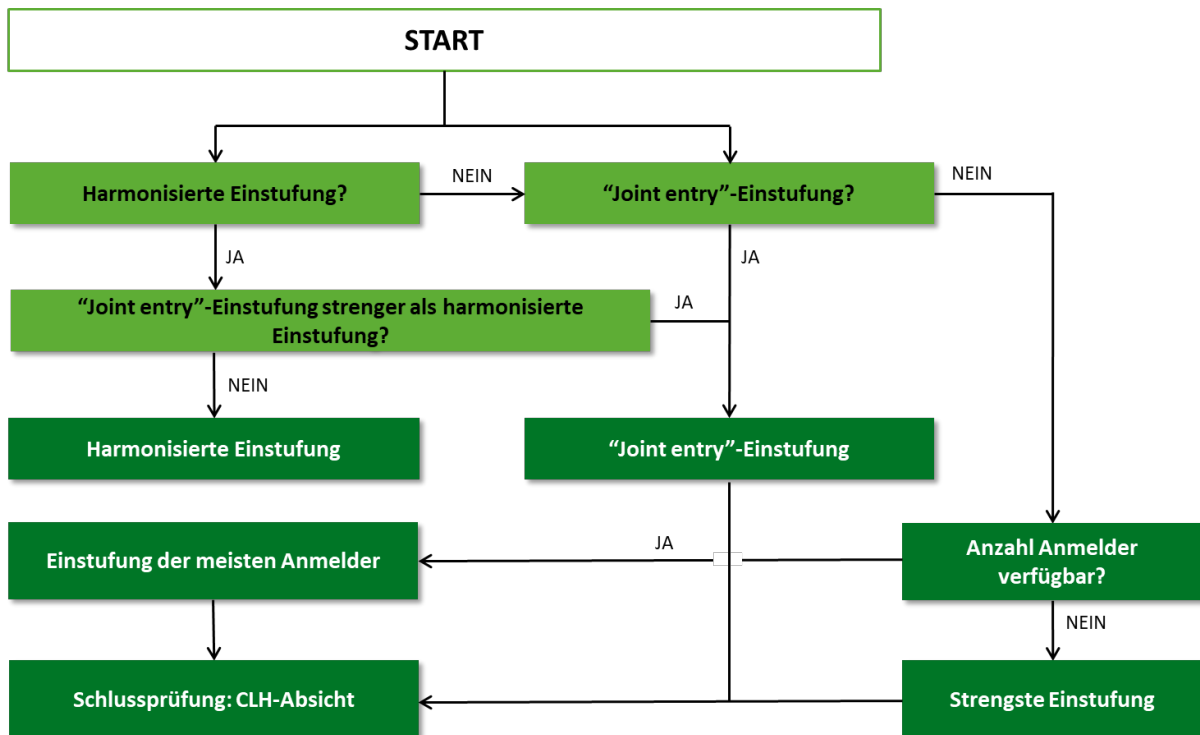 START
Harmonisierte Einstufung?
NEIN
“Joint entry”-Einstufung?
NEIN
JA
JA
“Joint entry”-Einstufung strenger als harmonisierte
Einstufung?
JA
NEIN
Harmonisierte Einstufung
“Joint entry”-Einstufung
Einstufung der meisten Anmelder
JA
Anzahl Anmelder
verfügbar?
NEIN
Schlussprüfung: CLH-Absicht
Strengste Einstufung